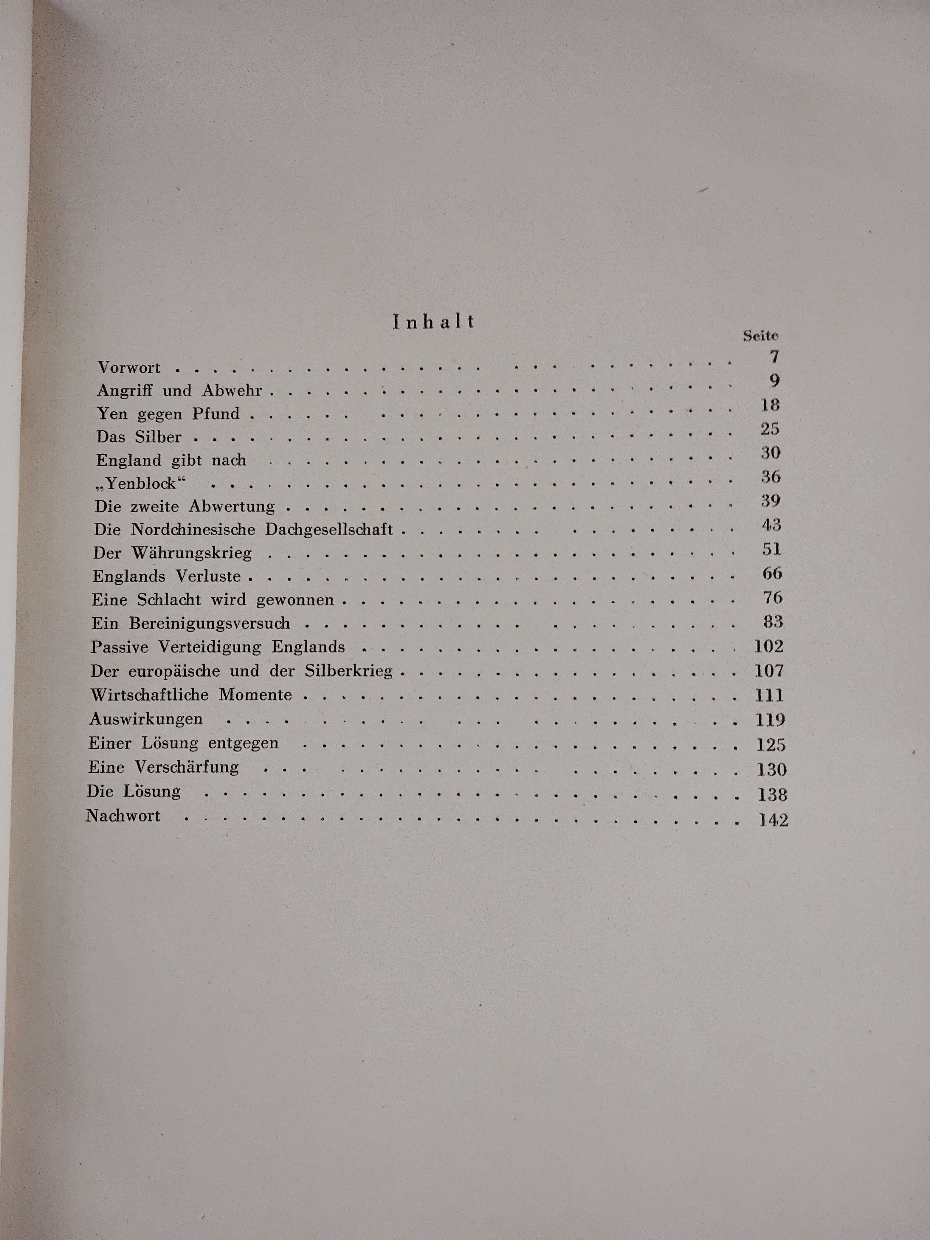 Inhalt
Seite
Vorwort . . . . . . . . . . . . . . . . . . . . . . . . . . . . 7
Angriff und Abwehr . . . . . . . . . . . . . . . . . . . . . . . . . 9
Yen gegen Pfund . . . . . . . . . . . . . . . . . . . . . . . . . 18
Das Silber . . . . . . . . . . . . . . . . . . . . . . . . . . . . 25
England gibt nach . . . . . . . . . . . . . . . . . . . . . . . . . 30
„Yenblock“ . . . . . . . . . . . . . . . . . . . . . . . . . . . . 36
Die zweite Abwertung . . . . . . . . . . . . . . . . . . . . . . . . 39
Die Nordchinesische Dachgesellschaft . . . . . . . . . . . . . . . . . 43
Der Währungskrieg . . . . . . . . . . . . . . . . . . . . . . . . . 51
Englands Verluste . . . . . . . . . . . . . . . . . . . . . . . . . 66
Eine Schlacht wird gewonnen . . . . . . . . . . . . . . . . . . . . . 76
Ein Bereinigungsversuch . . . . . . . . . . . . . . . . . . . . . . . 83
Passive Verteidigung Englands . . . . . . . . . . . . . . . . . . . . 102
Der europäische und der Silberkrieg . . . . . . . . . . . . . . . . . . 107
Wirtschaftliche Momente . . . . . . . . . . . . . . . . . . . . . . . 111
Auswirkungen . . . . . . . . . . . . . . . . . . . . . . . . . . . 119
Einer Lösung entgegen . . . . . . . . . . . . . . . . . . . . . . . 125
Eine Verschärfung . . . . . . . . . . . . . . . . . . . . . . . . . 130
Die Lösung . . . . . . . . . . . . . . . . . . . . . . . . . . . . 138
Nachwort . . . . . . . . . . . . . . . . . . . . . . . . . . . . . 142